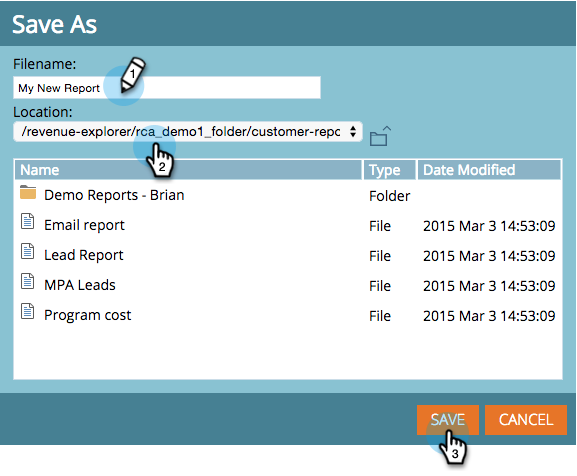 Save As
Filename:
1
My New Report
Location:
/revenue-explorer/rca_demo1_folder/customer-repo
2
Name Type Date Modified
Demo Reports - Brian Folder
Email report File 2015 Mar 3 14:53:09
Lead Report File 2015 Mar 3 14:53:09
MPA Leads File 2015 Mar 3 14:53:09
Program cost File 2015 Mar 3 14:53:09
SAVE CANCEL
3